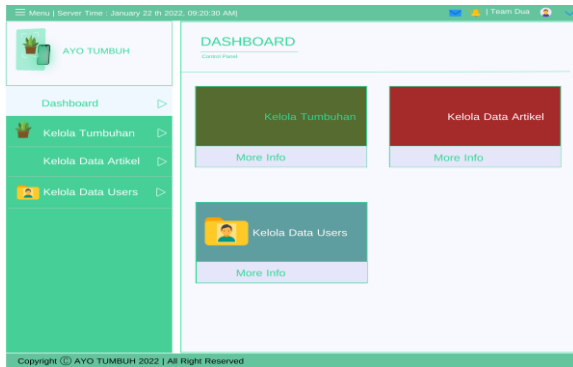 Menu | Server Time : January 22 th 2022, 09:20:30 AM|
| Team Dua
AYO TUMBUH
Dashboard
Kelola Tumbuhan
Kelola Data Artikel
Kelola Data Users
DASHBOARD
Control Panel
Kelola Tumbuhan
More Info
Kelola Data Artikel
More Info
Kelola Data Users
More Info
Copyright Ⓒ AYO TUMBUH 2022 | All Right Reserved